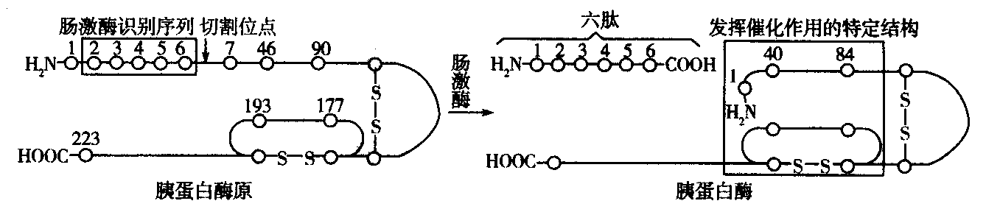 肠激酶识别序列 切割位点
1 2 3 4 5 6 7 46 90
H₂N
S
S
193 177
223
HOOC
S S
胰蛋白酶原
肠激酶
六肽
1 2 3 4 5 6
H₂N COOH
发挥催化作用的特定结构
40 84
1
H₂N
S
S
HOOC
S S
胰蛋白酶